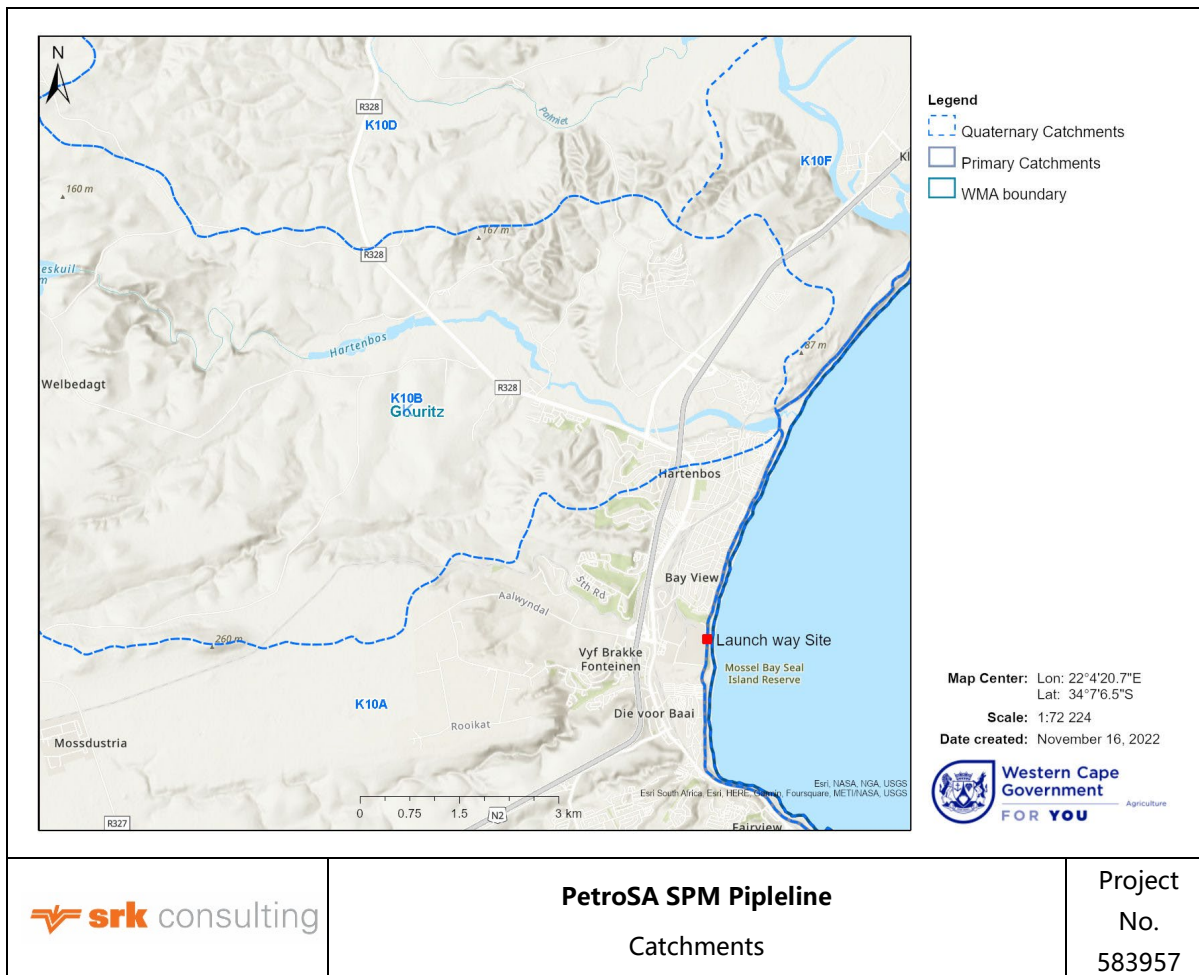 N
R328
K10D
Palmiet
K10F
Kl
160 m
167 m
R328
eskuil
m
Hartenbos
87 m
Welbedagt
R328
K10B
Gouritz
Hartenbos
Bay View
5th Rd
Aalwyndal
Launch way Site
260 m
Vyf Brakke
Fonteinen
Mossel Bay Seal
Island Reserve
K10A
Die voor Baai
Rooikat
Mossdustria
0 0.75 1.5 3 km
R327
N2
Fairview
Esri, NASA, NGA, USGS
Esri South Africa, Esri, HERE, Garmin, Foursquare, METI/NASA, USGS
Legend
Quaternary Catchments
Primary Catchments
WMA boundary
Map Center: Lon: 22°4'20.7"E
Lat: 34°7'6.5"S
Scale: 1:72 224
Date created: November 16, 2022
Western Cape
Government
Agriculture
FOR YOU
srk consulting
PetroSA SPM Pipleline
Catchments
Project
No.
583957